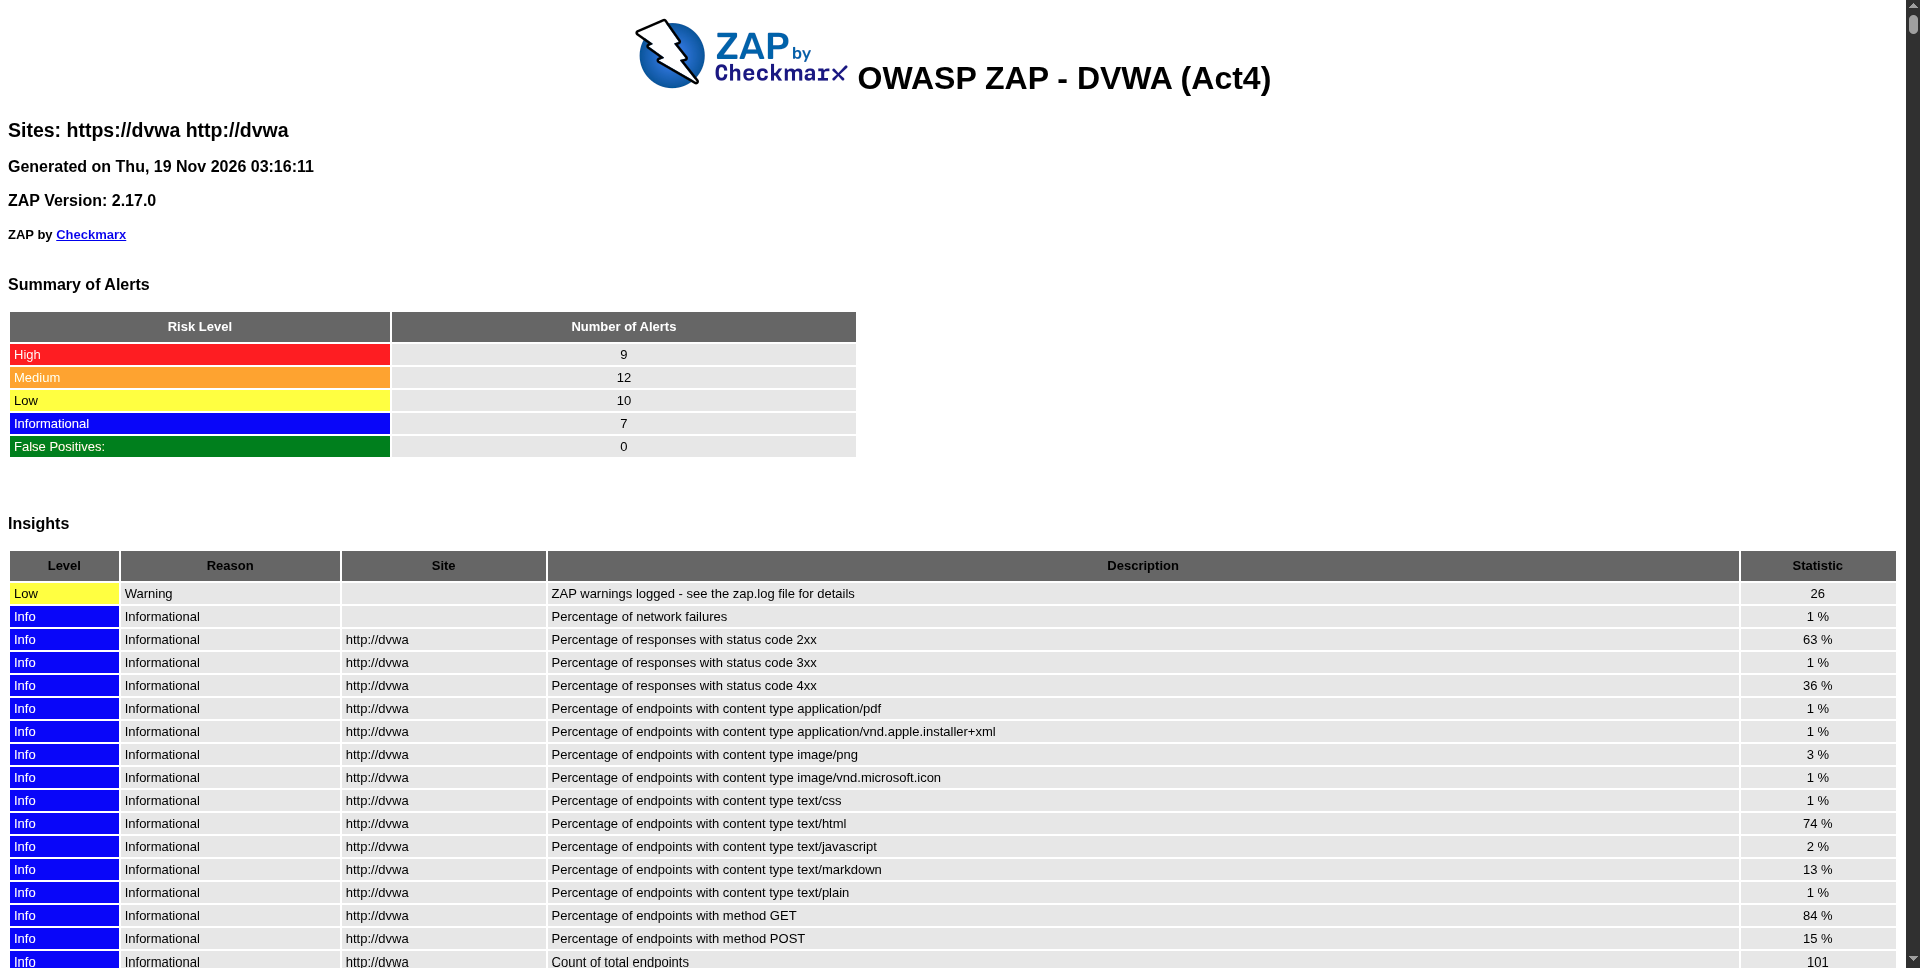 ZAP by
Checkmarx
OWASP ZAP - DVWA (Act4)
Sites: https://dvwa http://dvwa
Generated on Thu, 19 Nov 2026 03:16:11
ZAP Version: 2.17.0
ZAP by Checkmarx
Summary of Alerts
Risk Level Number of Alerts
High 9
Medium 12
Low 10
Informational 7
False Positives: 0
Insights
Level Reason Site Description Statistic
Low Warning ZAP warnings logged - see the zap.log file for details 26
Info Informational Percentage of network failures 1 %
Info Informational http://dvwa Percentage of responses with status code 2xx 63 %
Info Informational http://dvwa Percentage of responses with status code 3xx 1 %
Info Informational http://dvwa Percentage of responses with status code 4xx 36 %
Info Informational http://dvwa Percentage of endpoints with content type application/pdf 1 %
Info Informational http://dvwa Percentage of endpoints with content type application/vnd.apple.installer+xml 1 %
Info Informational http://dvwa Percentage of endpoints with content type image/png 3 %
Info Informational http://dvwa Percentage of endpoints with content type image/vnd.microsoft.icon 1 %
Info Informational http://dvwa Percentage of endpoints with content type text/css 1 %
Info Informational http://dvwa Percentage of endpoints with content type text/html 74 %
Info Informational http://dvwa Percentage of endpoints with content type text/javascript 2 %
Info Informational http://dvwa Percentage of endpoints with content type text/markdown 13 %
Info Informational http://dvwa Percentage of endpoints with content type text/plain 1 %
Info Informational http://dvwa Percentage of endpoints with method GET 84 %
Info Informational http://dvwa Percentage of endpoints with method POST 15 %
Info Informational http://dvwa Count of total endpoints 101